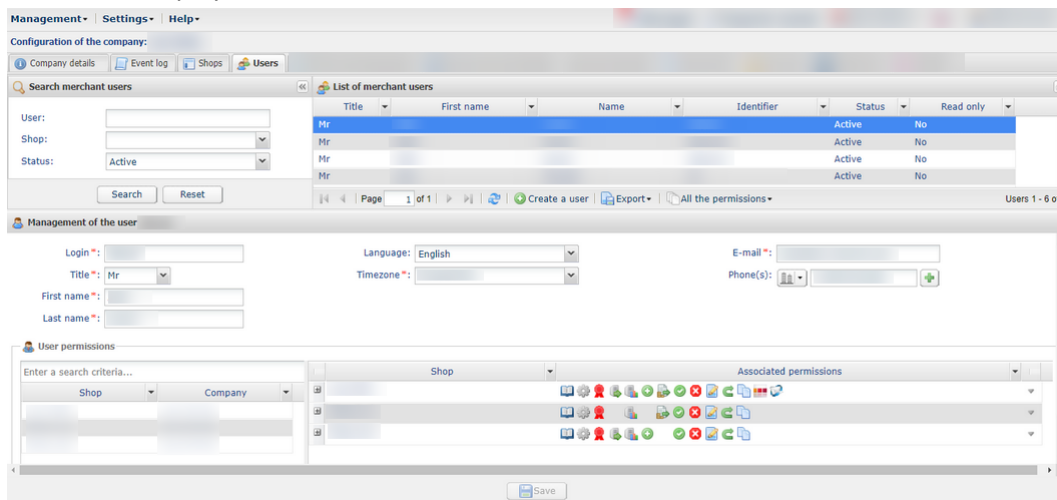 Management Settings Help
Configuration of the company:
Company details Event log Shops Users
Search merchant users
User:
Shop:
Status: Active
Search Reset
List of merchant users
Title First name Name Identifier Status Read only
Mr Active No
Mr Active No
Mr Active No
Mr Active No
Page 1 of 1 Create a user Export All the permissions Users 1 - 6 o
Management of the user
Login *: Language: English E-mail *:
Title *: Mr Timezone *: Phone(s):
First name *:
Last name *:
User permissions
Enter a search criteria...
Shop Company
Shop Associated permissions
Save